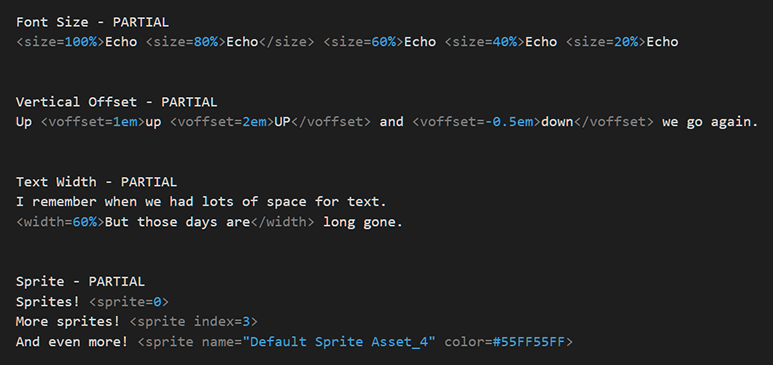 Font Size - PARTIAL
<size=100%>Echo <size=80%>Echo</size> <size=60%>Echo <size=40%>Echo <size=20%>Echo
Vertical Offset - PARTIAL
Up <voffset=1em>up <voffset=2em>UP</voffset> and <voffset=-0.5em>down</voffset> we go again.
Text Width - PARTIAL
I remember when we had lots of space for text.
<width=60%>But those days are</width> long gone.
Sprite - PARTIAL
Sprites! <sprite=0>
More sprites! <sprite index=3>
And even more! <sprite name="Default Sprite Asset_4" color=#55FF55FF>